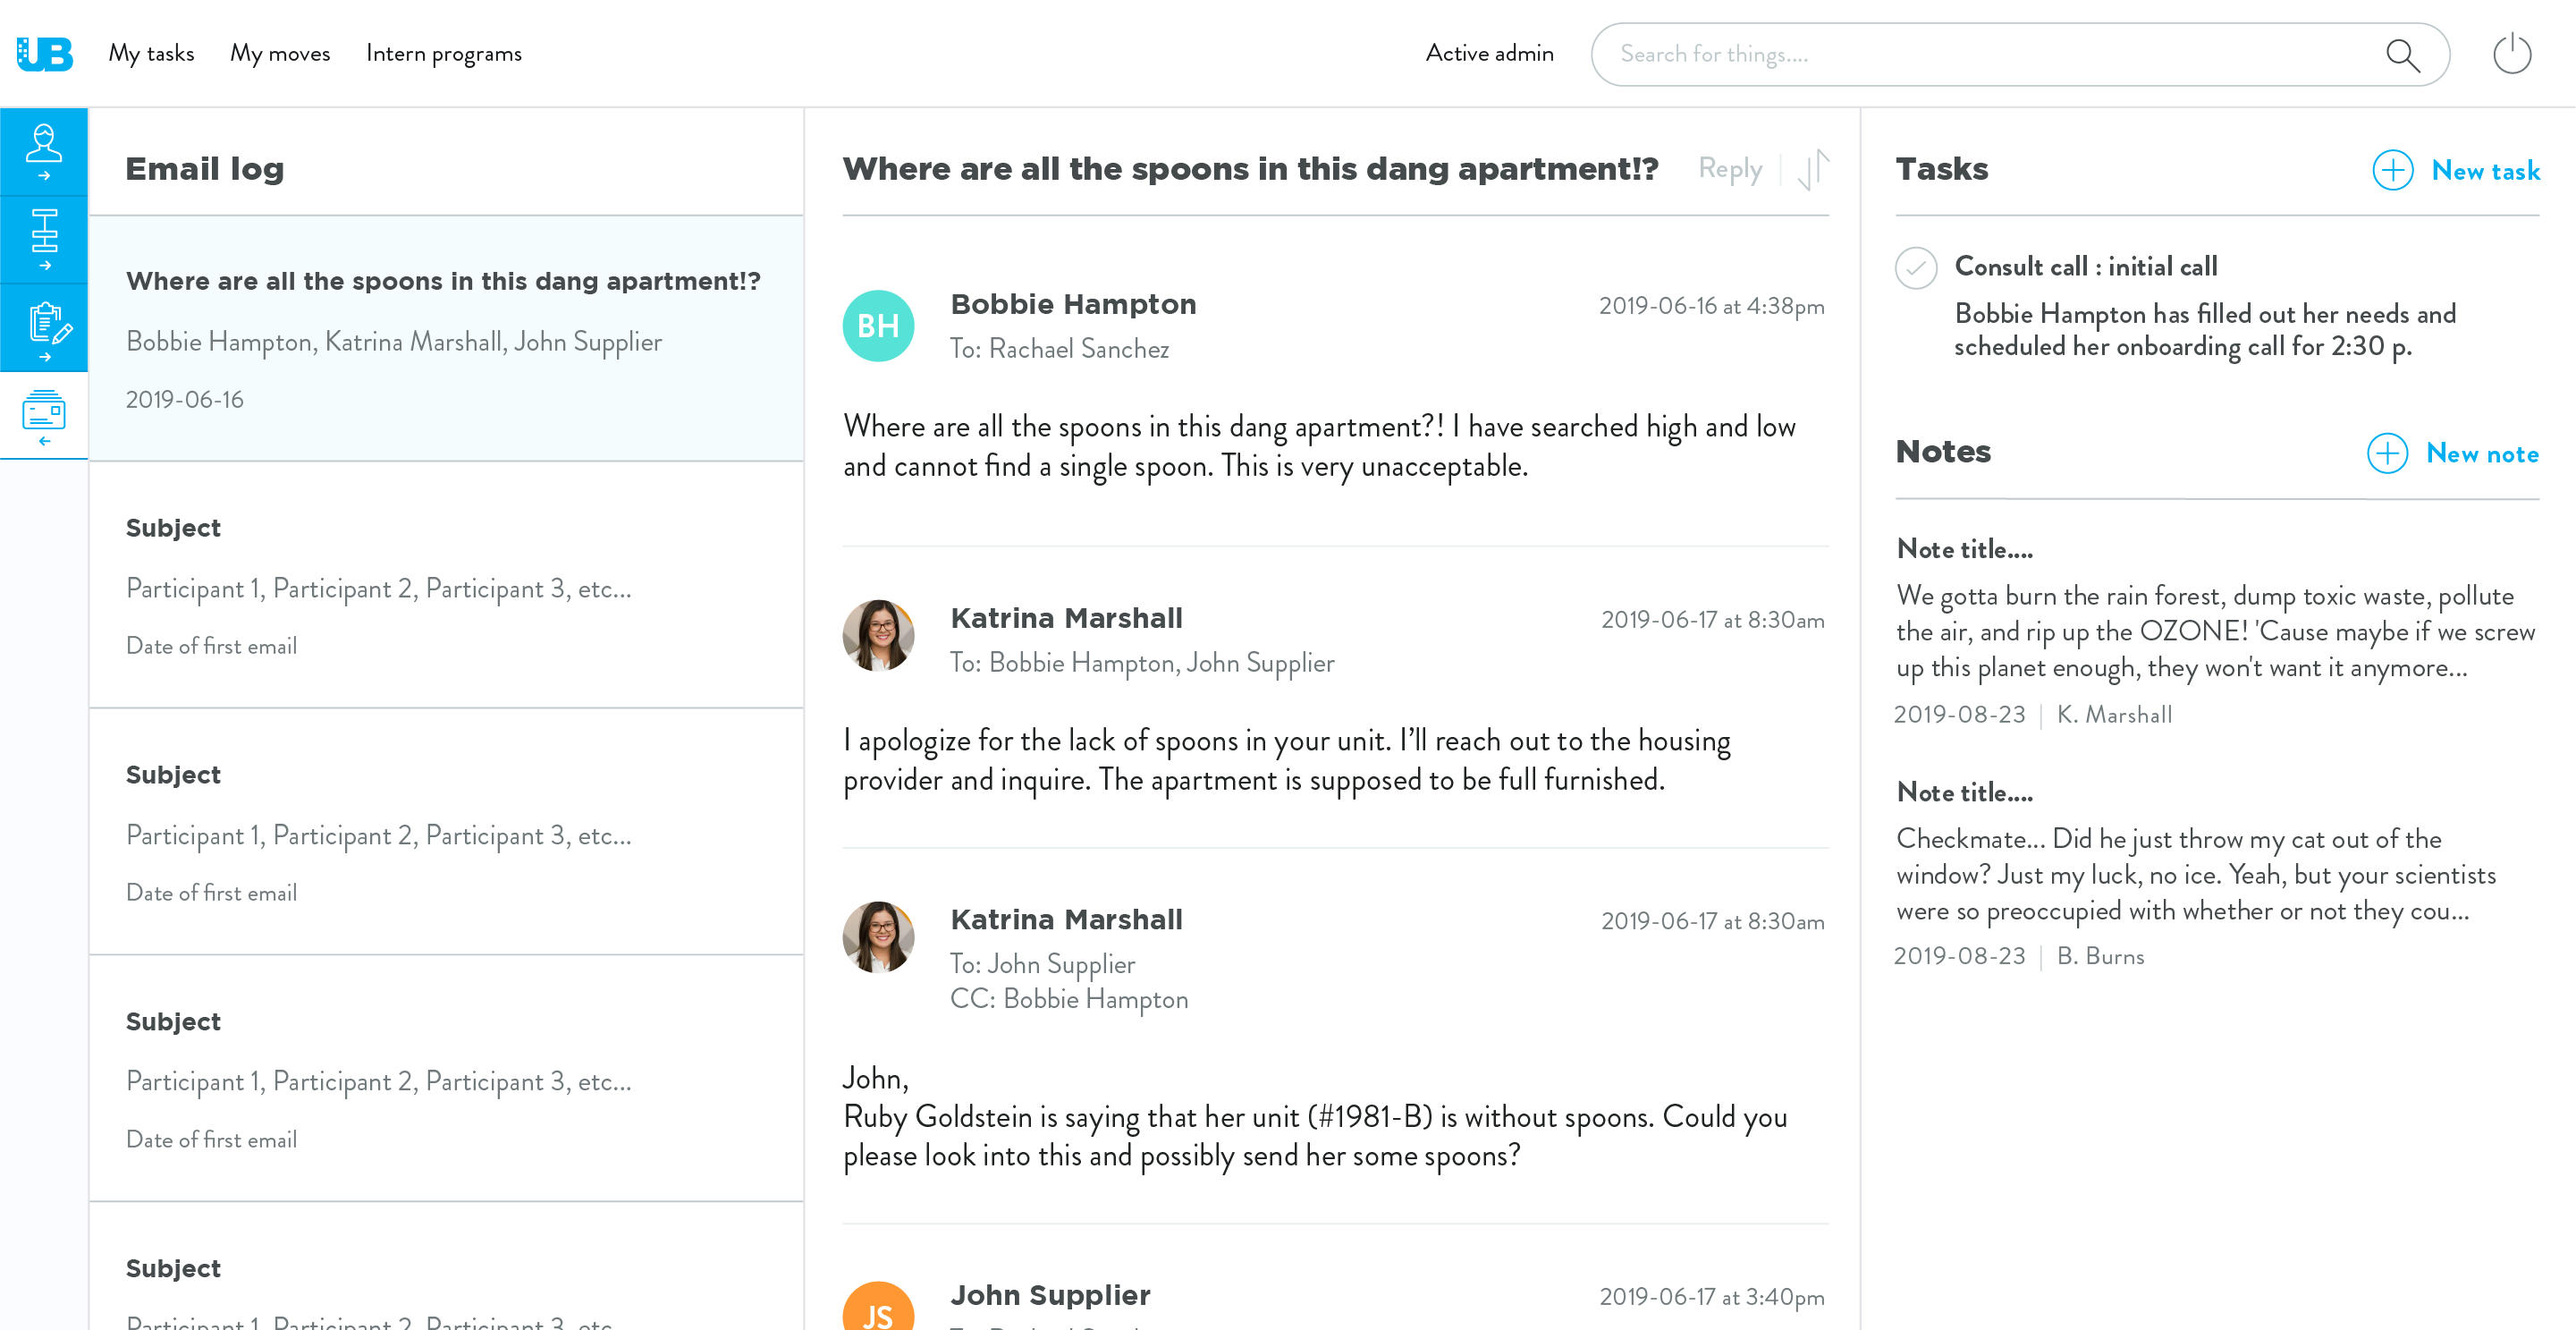 UB
My tasks
My moves
Intern programs
Active admin
Search for things....
Email log
Where are all the spoons in this dang apartment!?
Bobbie Hampton, Katrina Marshall, John Supplier
2019-06-16
Subject
Participant 1, Participant 2, Participant 3, etc...
Date of first email
Subject
Participant 1, Participant 2, Participant 3, etc...
Date of first email
Subject
Participant 1, Participant 2, Participant 3, etc...
Date of first email
Subject
Participant 1, Participant 2, Participant 3, etc...
Where are all the spoons in this dang apartment!?
Reply
BH
Bobbie Hampton
2019-06-16 at 4:38pm
To: Rachael Sanchez
Where are all the spoons in this dang apartment?! I have searched high and low
and cannot find a single spoon. This is very unacceptable.
Katrina Marshall
2019-06-17 at 8:30am
To: Bobbie Hampton, John Supplier
I apologize for the lack of spoons in your unit. I’ll reach out to the housing
provider and inquire. The apartment is supposed to be full furnished.
Katrina Marshall
2019-06-17 at 8:30am
To: John Supplier
CC: Bobbie Hampton
John,
Ruby Goldstein is saying that her unit (#1981-B) is without spoons. Could you
please look into this and possibly send her some spoons?
JS
John Supplier
2019-06-17 at 3:40pm
Tasks
New task
Consult call : initial call
Bobbie Hampton has filled out her needs and
scheduled her onboarding call for 2:30 p.
Notes
New note
Note title....
We gotta burn the rain forest, dump toxic waste, pollute
the air, and rip up the OZONE! 'Cause maybe if we screw
up this planet enough, they won't want it anymore...
2019-08-23 | K. Marshall
Note title....
Checkmate... Did he just throw my cat out of the
window? Just my luck, no ice. Yeah, but your scientists
were so preoccupied with whether or not they cou...
2019-08-23 | B. Burns